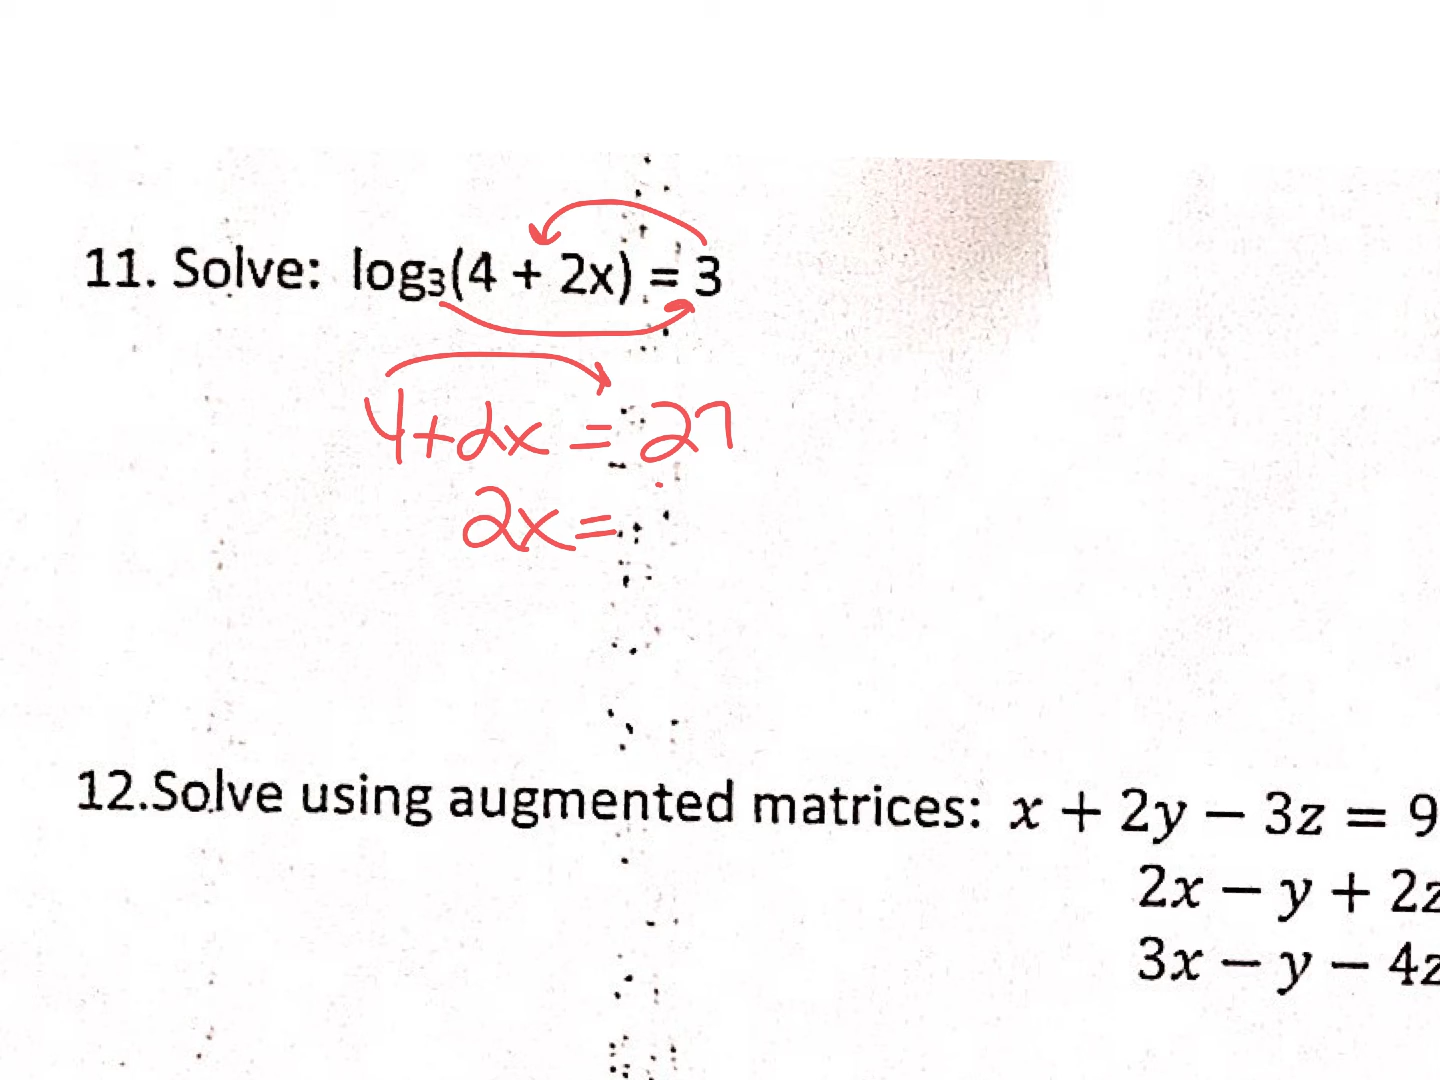 11. Solve: log₃(4 + 2x) = 3
4+2x = 27
2x=
12.Solve using augmented matrices: x + 2y − 3z = 9
2x − y + 2z
3x − y − 4z